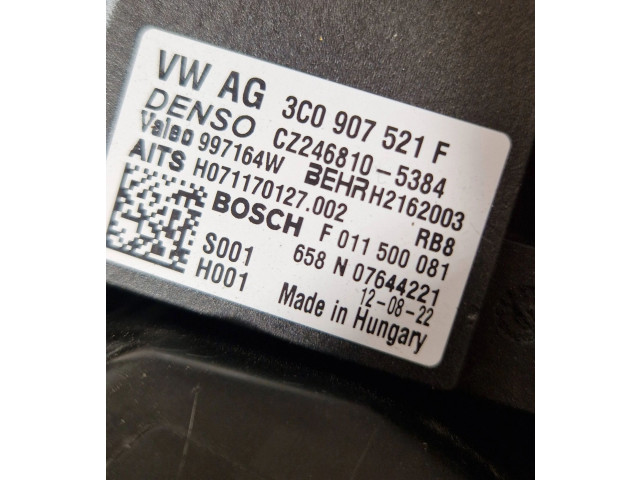 VW AG 3C0 907 521 F
DENSO CZ246810-5384
Valeo 997164W BEHR H2162003
AITS H071170127.002 RB8
BOSCH F 011 500 081
S001 658 N 07644221
H001 12-08-22
Made in Hungary